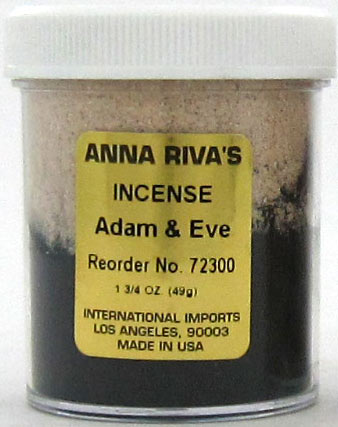 ANNA RIVA'S
INCENSE
Adam & Eve
Reorder No. 72300
1 3/4 OZ. (49g)
INTERNATIONAL IMPORTS
LOS ANGELES, 90003
MADE IN USA